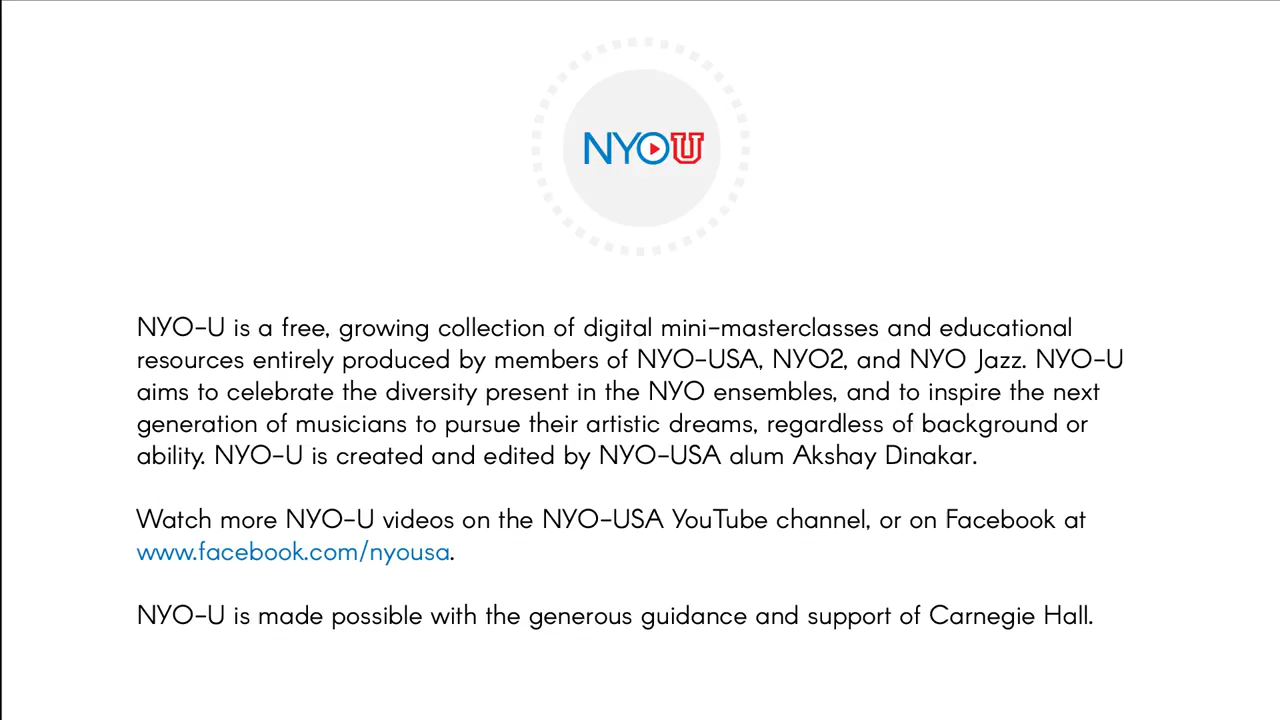 NYOU
NYO-U is a free, growing collection of digital mini-masterclasses and educational
resources entirely produced by members of NYO-USA, NYO2, and NYO Jazz. NYO-U
aims to celebrate the diversity present in the NYO ensembles, and to inspire the next
generation of musicians to pursue their artistic dreams, regardless of background or
ability. NYO-U is created and edited by NYO-USA alum Akshay Dinakar.
Watch more NYO-U videos on the NYO-USA YouTube channel, or on Facebook at
www.facebook.com/nyousa.
NYO-U is made possible with the generous guidance and support of Carnegie Hall.